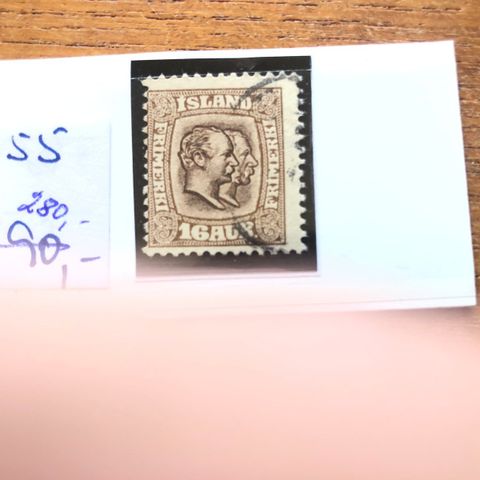 55
280,-
90,-
ISLAND
FRIMERKI
FRIMERKI
16 AUR.